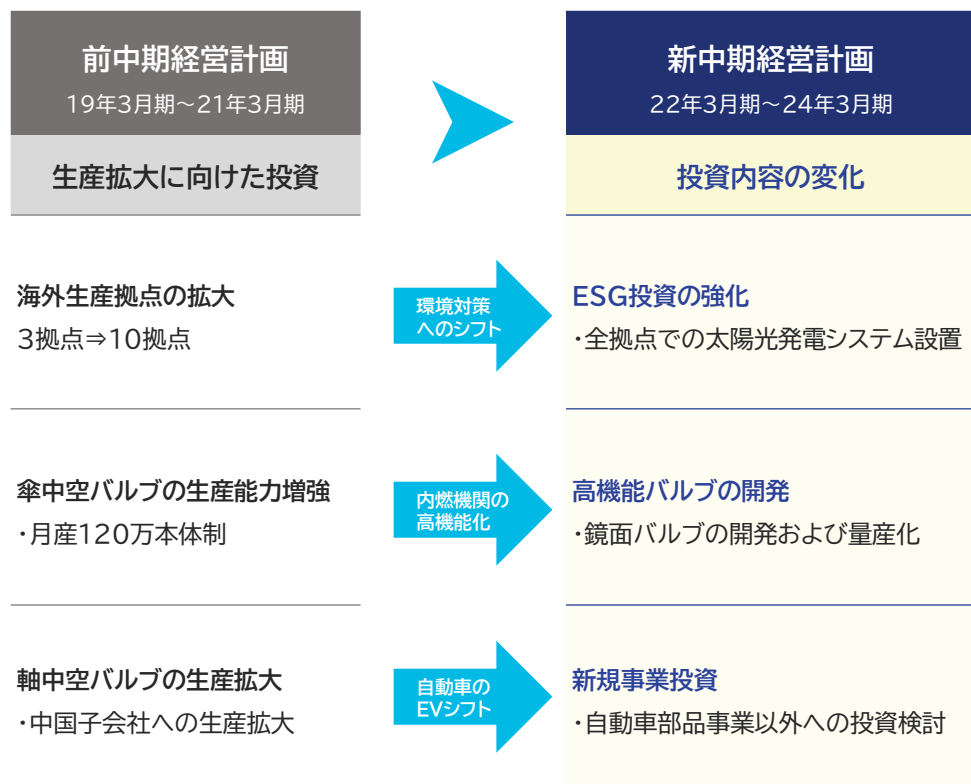 前中期経営計画
19年3月期～21年3月期
新中期経営計画
22年3月期～24年3月期
生産拡大に向けた投資
投資内容の変化
海外生産拠点の拡大
3拠点⇒10拠点
環境対策
へのシフト
ESG投資の強化
・全拠点での太陽光発電システム設置
傘中空バルブの生産能力増強
・月産120万本体制
内燃機関の
高機能化
高機能バルブの開発
・鏡面バルブの開発および量産化
軸中空バルブの生産拡大
・中国子会社への生産拡大
自動車の
EVシフト
新規事業投資
・自動車部品事業以外への投資検討